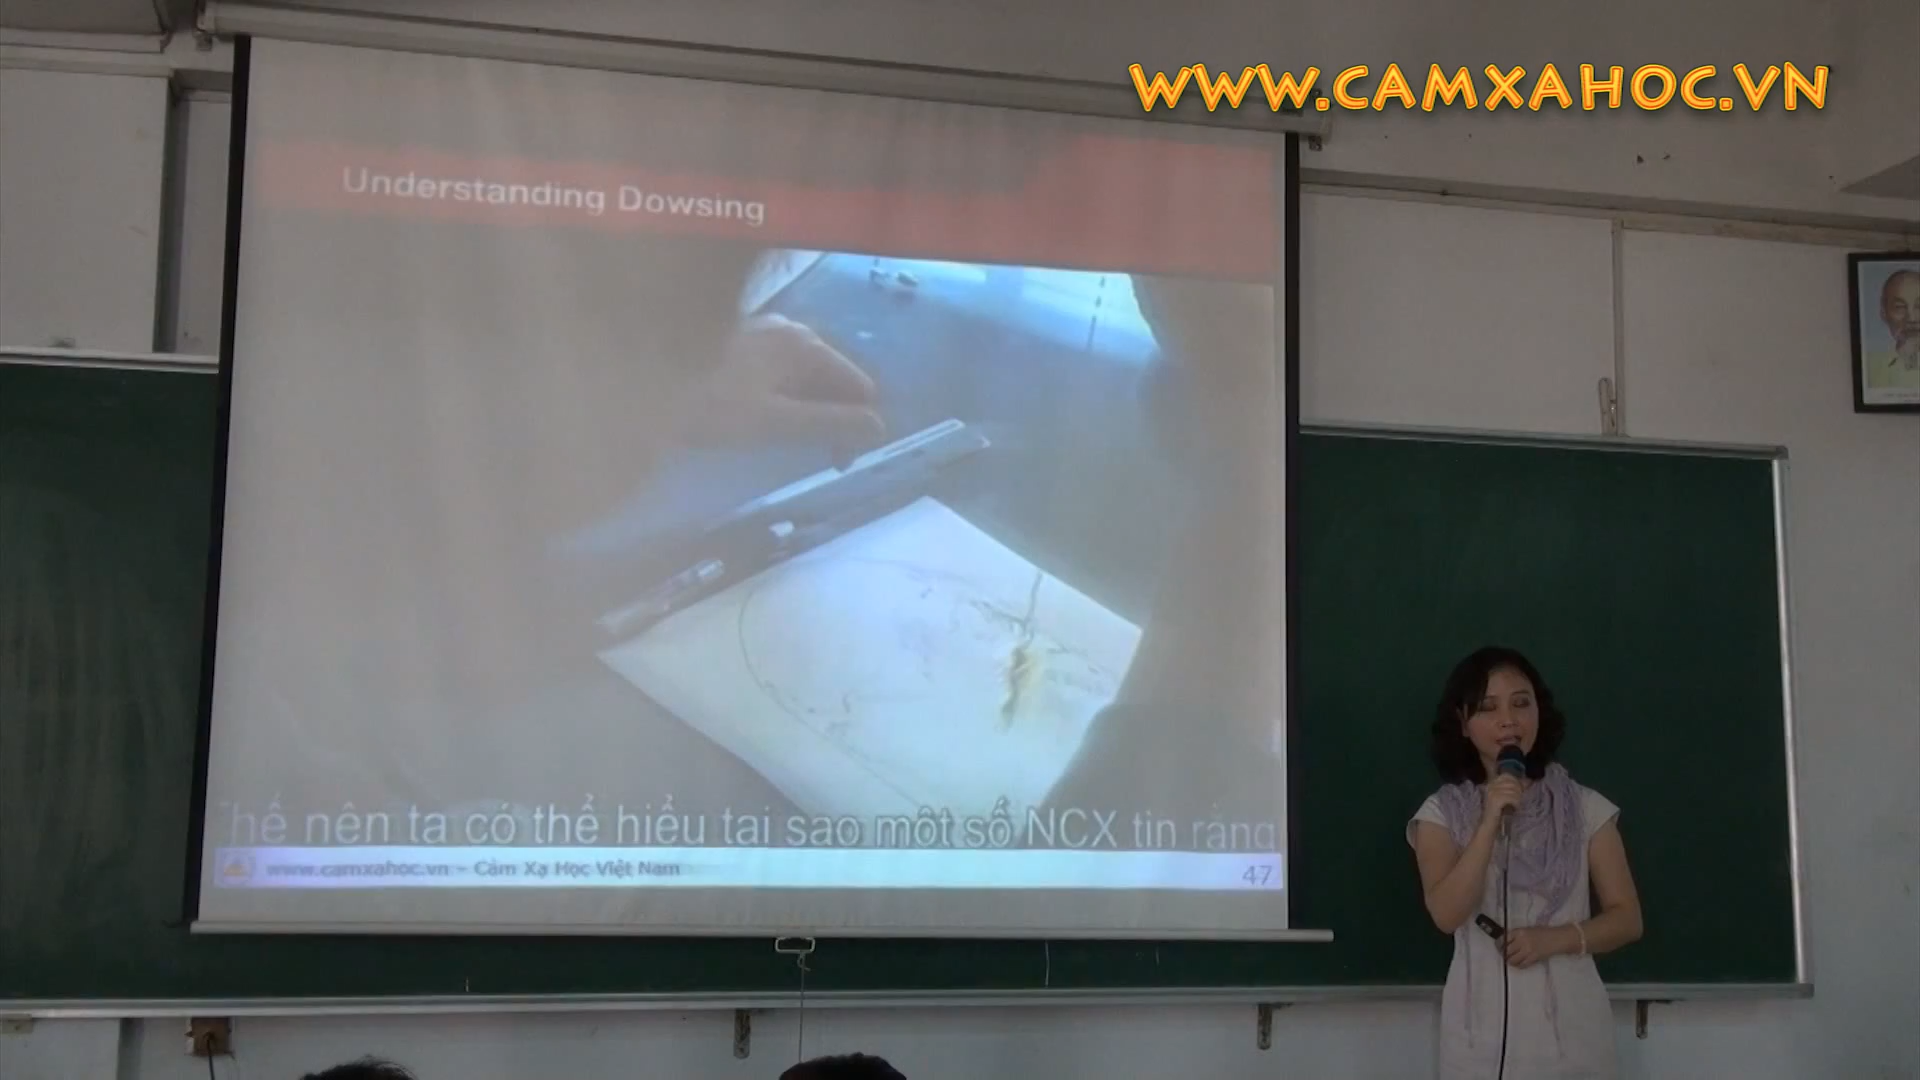 WWW.CAMXAHOC.VN
Understanding Dowsing
hế nên ta có thể hiểu tại sao một số NCX tin rằng
www.camxahoc.vn - Cảm Xạ Học Việt Nam
47